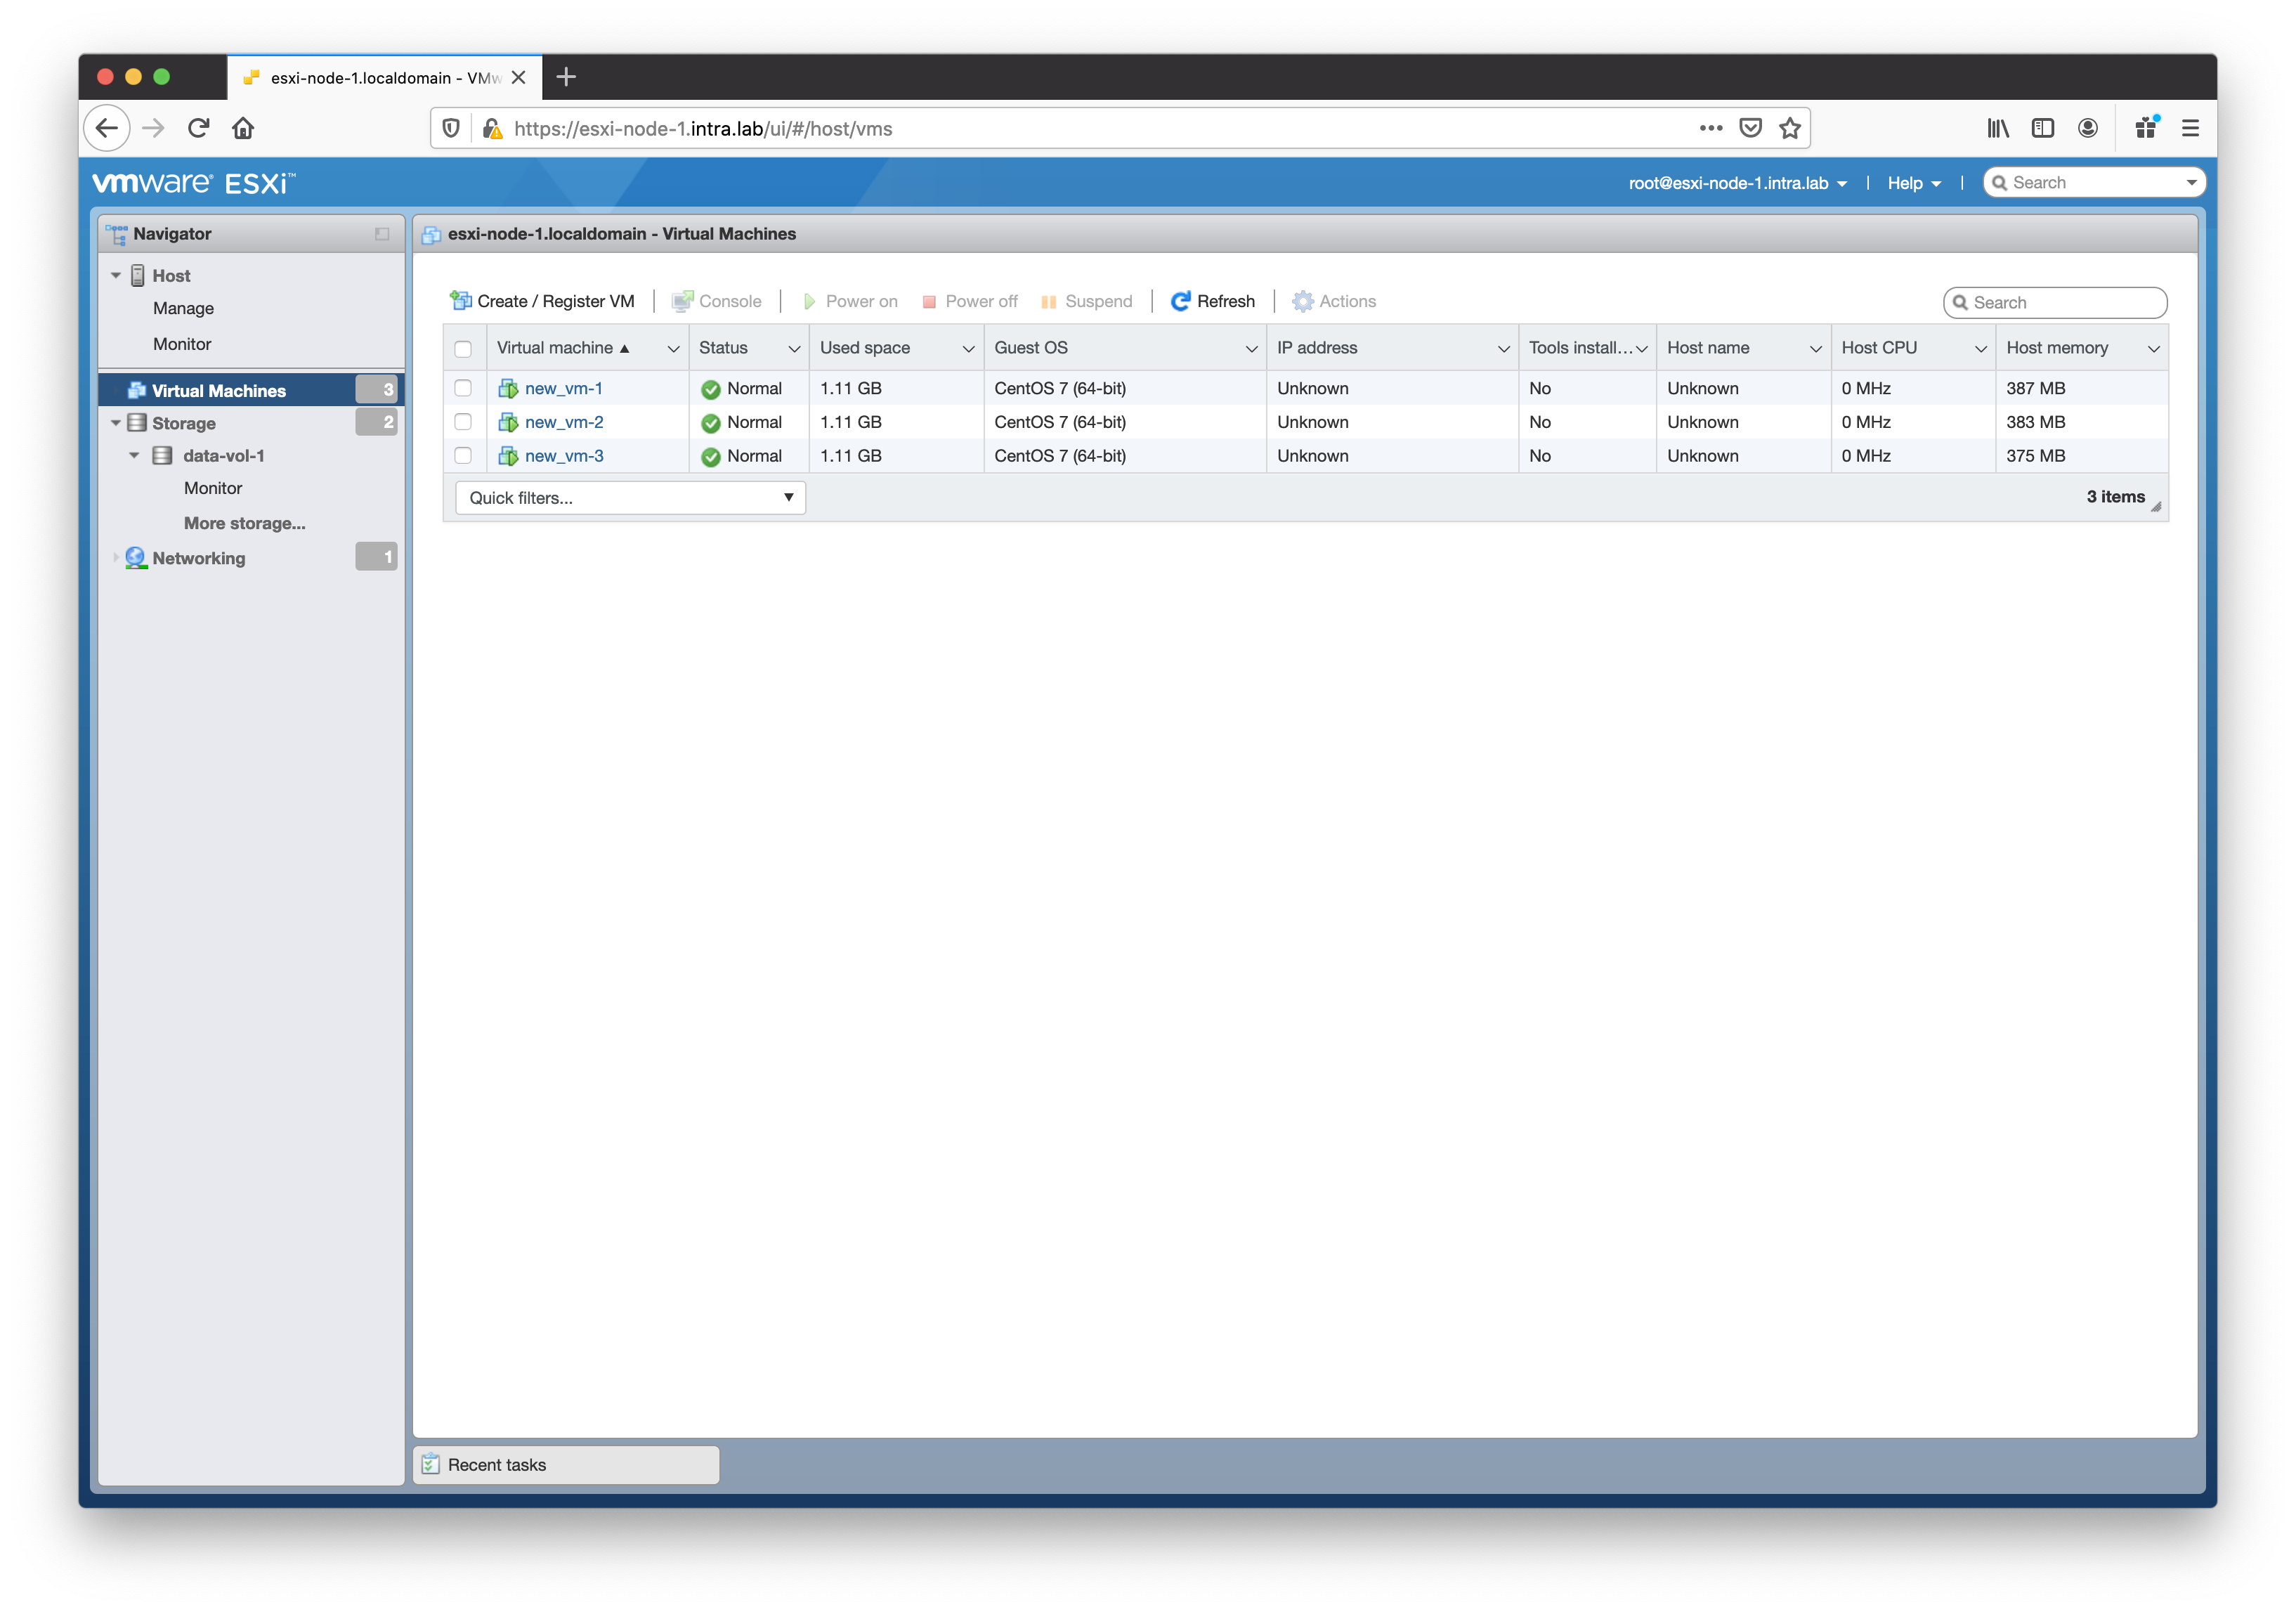 esxi-node-1.localdomain - VMw
https://esxi-node-1.intra.lab/ui/#/host/vms
vmware® ESXi™
root@esxi-node-1.intra.lab
Help
Search
Navigator
Host
Manage
Monitor
Virtual Machines 3
Storage 2
data-vol-1
Monitor
More storage...
Networking 1
esxi-node-1.localdomain - Virtual Machines
Create / Register VM | Console | Power on Power off Suspend | Refresh | Actions
Search
Virtual machine ▲ Status Used space Guest OS IP address Tools install... Host name Host CPU Host memory
new_vm-1 Normal 1.11 GB CentOS 7 (64-bit) Unknown No Unknown 0 MHz 387 MB
new_vm-2 Normal 1.11 GB CentOS 7 (64-bit) Unknown No Unknown 0 MHz 383 MB
new_vm-3 Normal 1.11 GB CentOS 7 (64-bit) Unknown No Unknown 0 MHz 375 MB
Quick filters...
3 items
Recent tasks